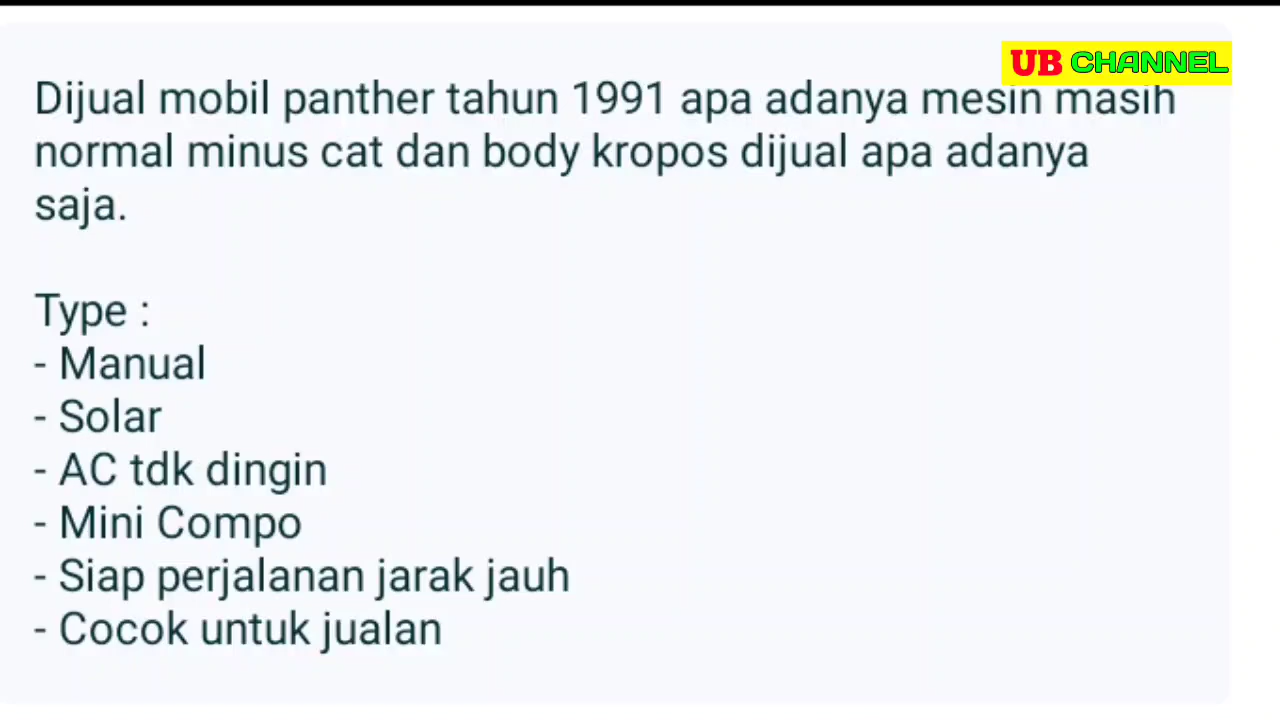 UB CHANNEL
Dijual mobil panther tahun 1991 apa adanya mesin masih
normal minus cat dan body kropos dijual apa adanya
saja.
Type :
- Manual
- Solar
- AC tdk dingin
- Mini Compo
- Siap perjalanan jarak jauh
- Cocok untuk jualan